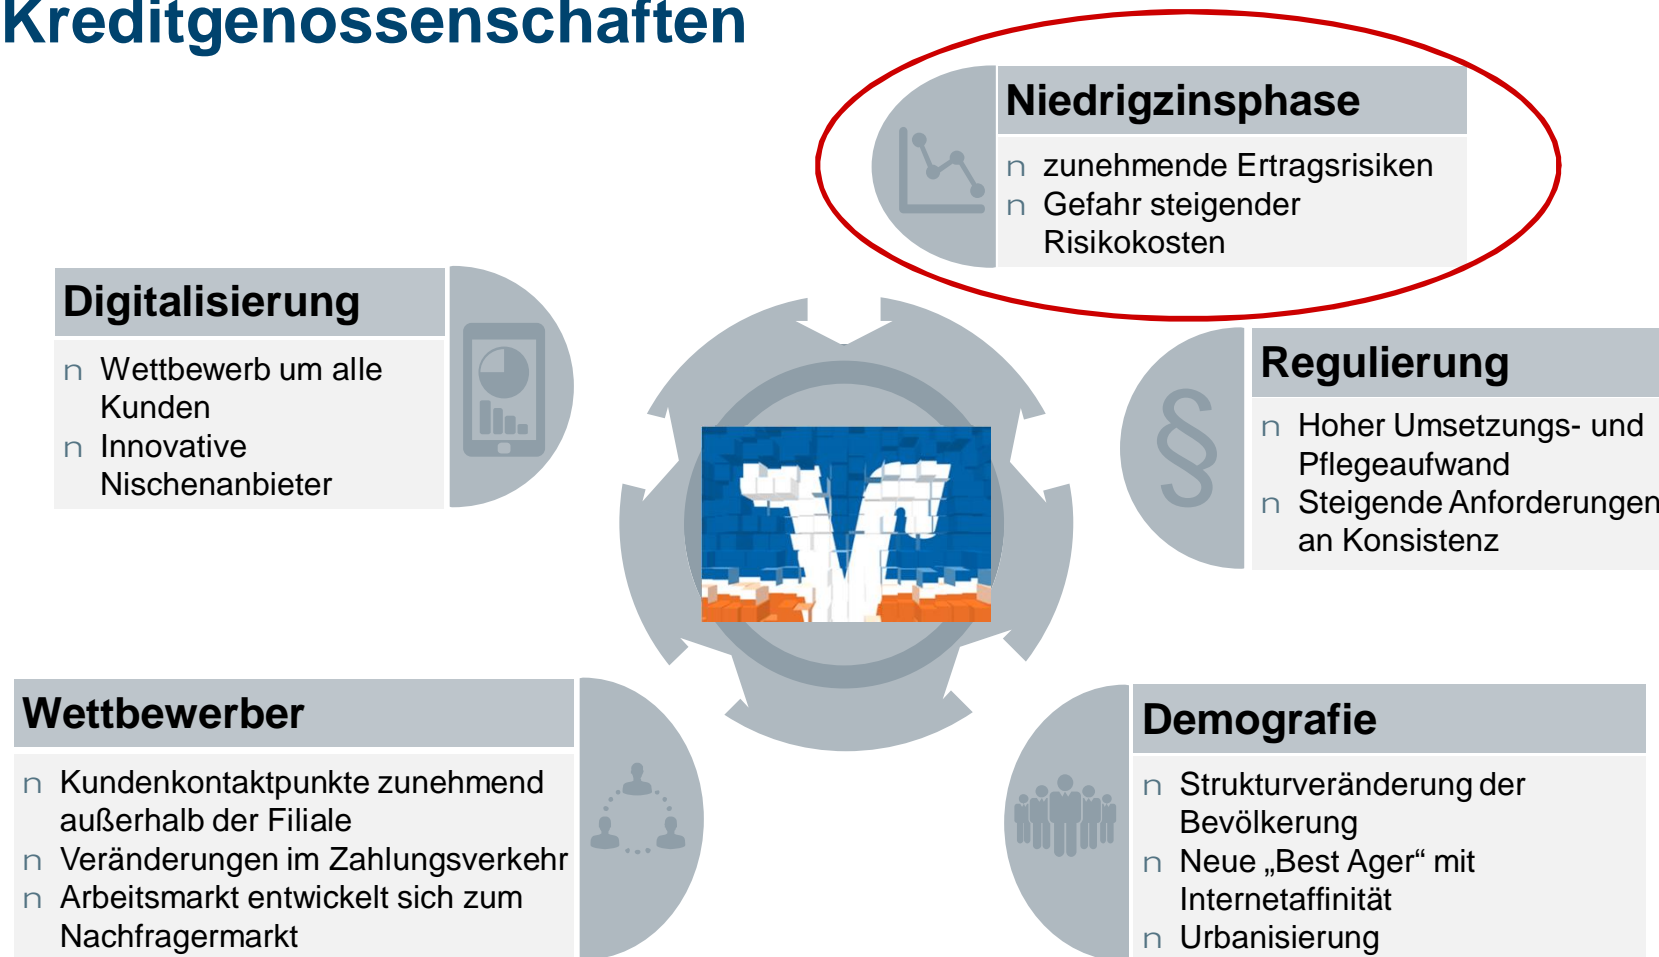 Kreditgenossenschaften
Niedrigzinsphase
n zunehmende Ertragsrisiken
n Gefahr steigender
Risikokosten
Digitalisierung
n Wettbewerb um alle
Kunden
n Innovative
Nischenanbieter
Regulierung
n Hoher Umsetzungs- und
Pflegeaufwand
n Steigende Anforderungen
an Konsistenz
§
Wettbewerber
n Kundenkontaktpunkte zunehmend
außerhalb der Filiale
n Veränderungen im Zahlungsverkehr
n Arbeitsmarkt entwickelt sich zum
Nachfragermarkt
Demografie
n Strukturveränderung der
Bevölkerung
n Neue „Best Ager“ mit
Internetaffinität
n Urbanisierung